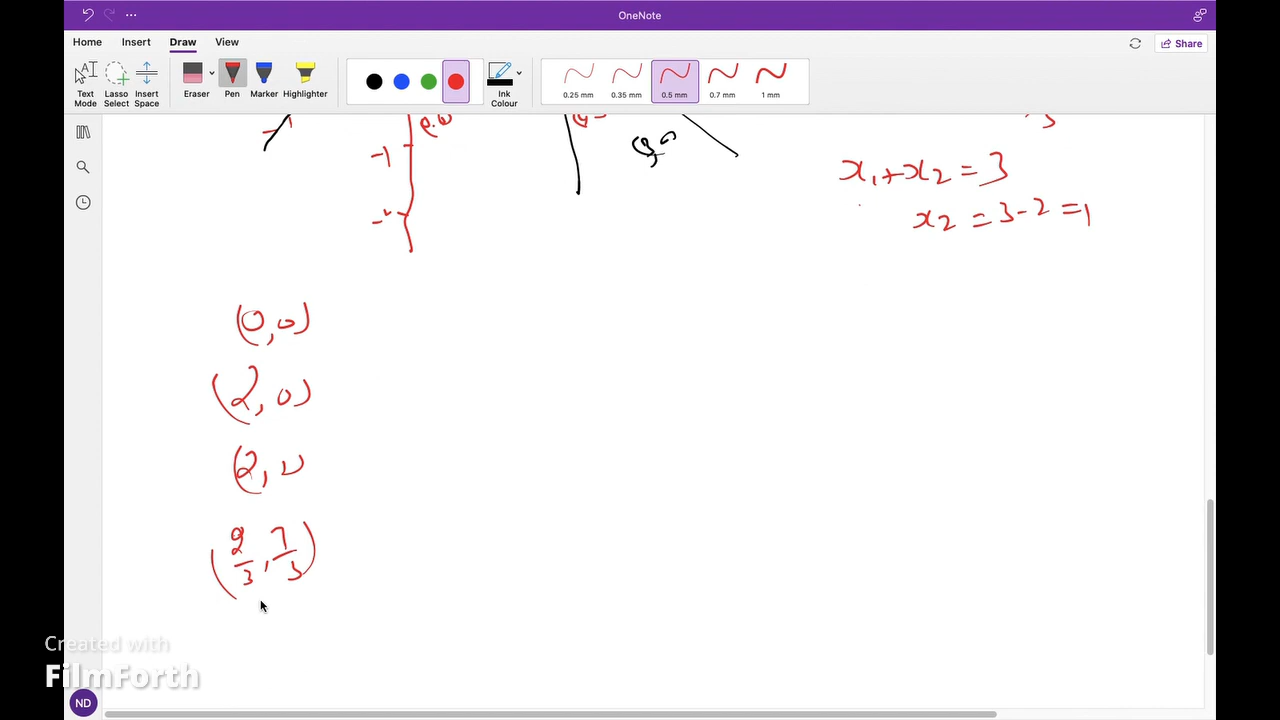 OneNote
Home Insert Draw View
Share
Text Mode
Lasso Select
Insert Space
Eraser
Pen
Marker
Highlighter
Ink Colour
0.25 mm
0.35 mm
0.5 mm
0.7 mm
1 mm
-1
x₁+x₂=3
x₂=3-2=1
(0,0)
(2,0)
(2,
(2/3,7/3)
Created with
FilmForth
ND